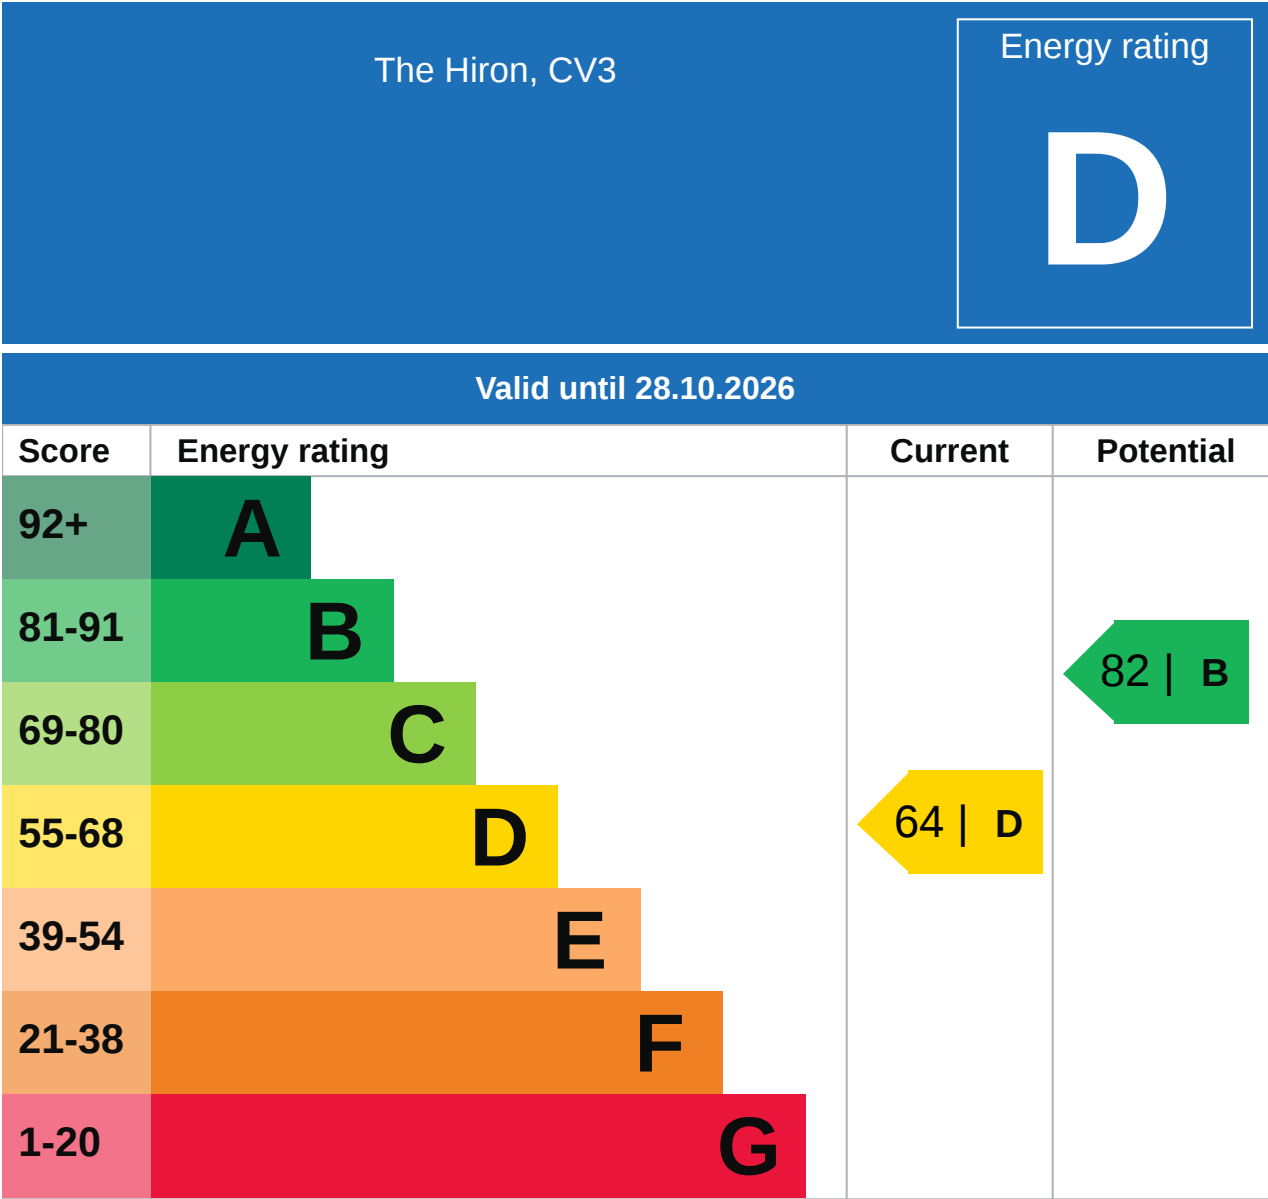 The Hiron, CV3
Energy rating
D
Valid until 28.10.2026
Score Energy rating Current Potential
92+ A
81-91 B
82 | B
69-80 C
55-68 D
64 | D
39-54 E
21-38 F
1-20 G